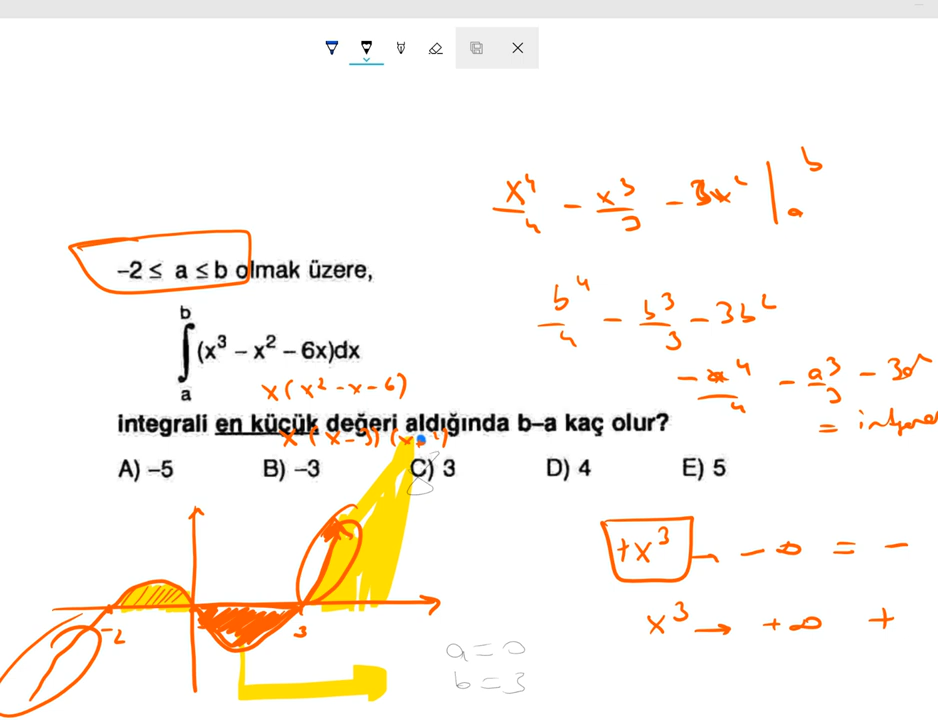 x⁴/4 - x³/3 - 3x² |ₐᵇ
-2 ≤ a ≤ b olmak üzere,
b⁴/4 - b³/3 - 3b²
b
∫ (x³ - x² - 6x)dx
a
x(x²-x-6)
- a⁴/4 - a³/3 - 3a²
integrali en küçük değeri aldığında b–a kaç olur?
=
x(x-3)(x
A) –5 B) –3 C) 3 D) 4 E) 5
+x³ → -∞ = -
x³ → +∞ +
-2 3
a=0
b=3